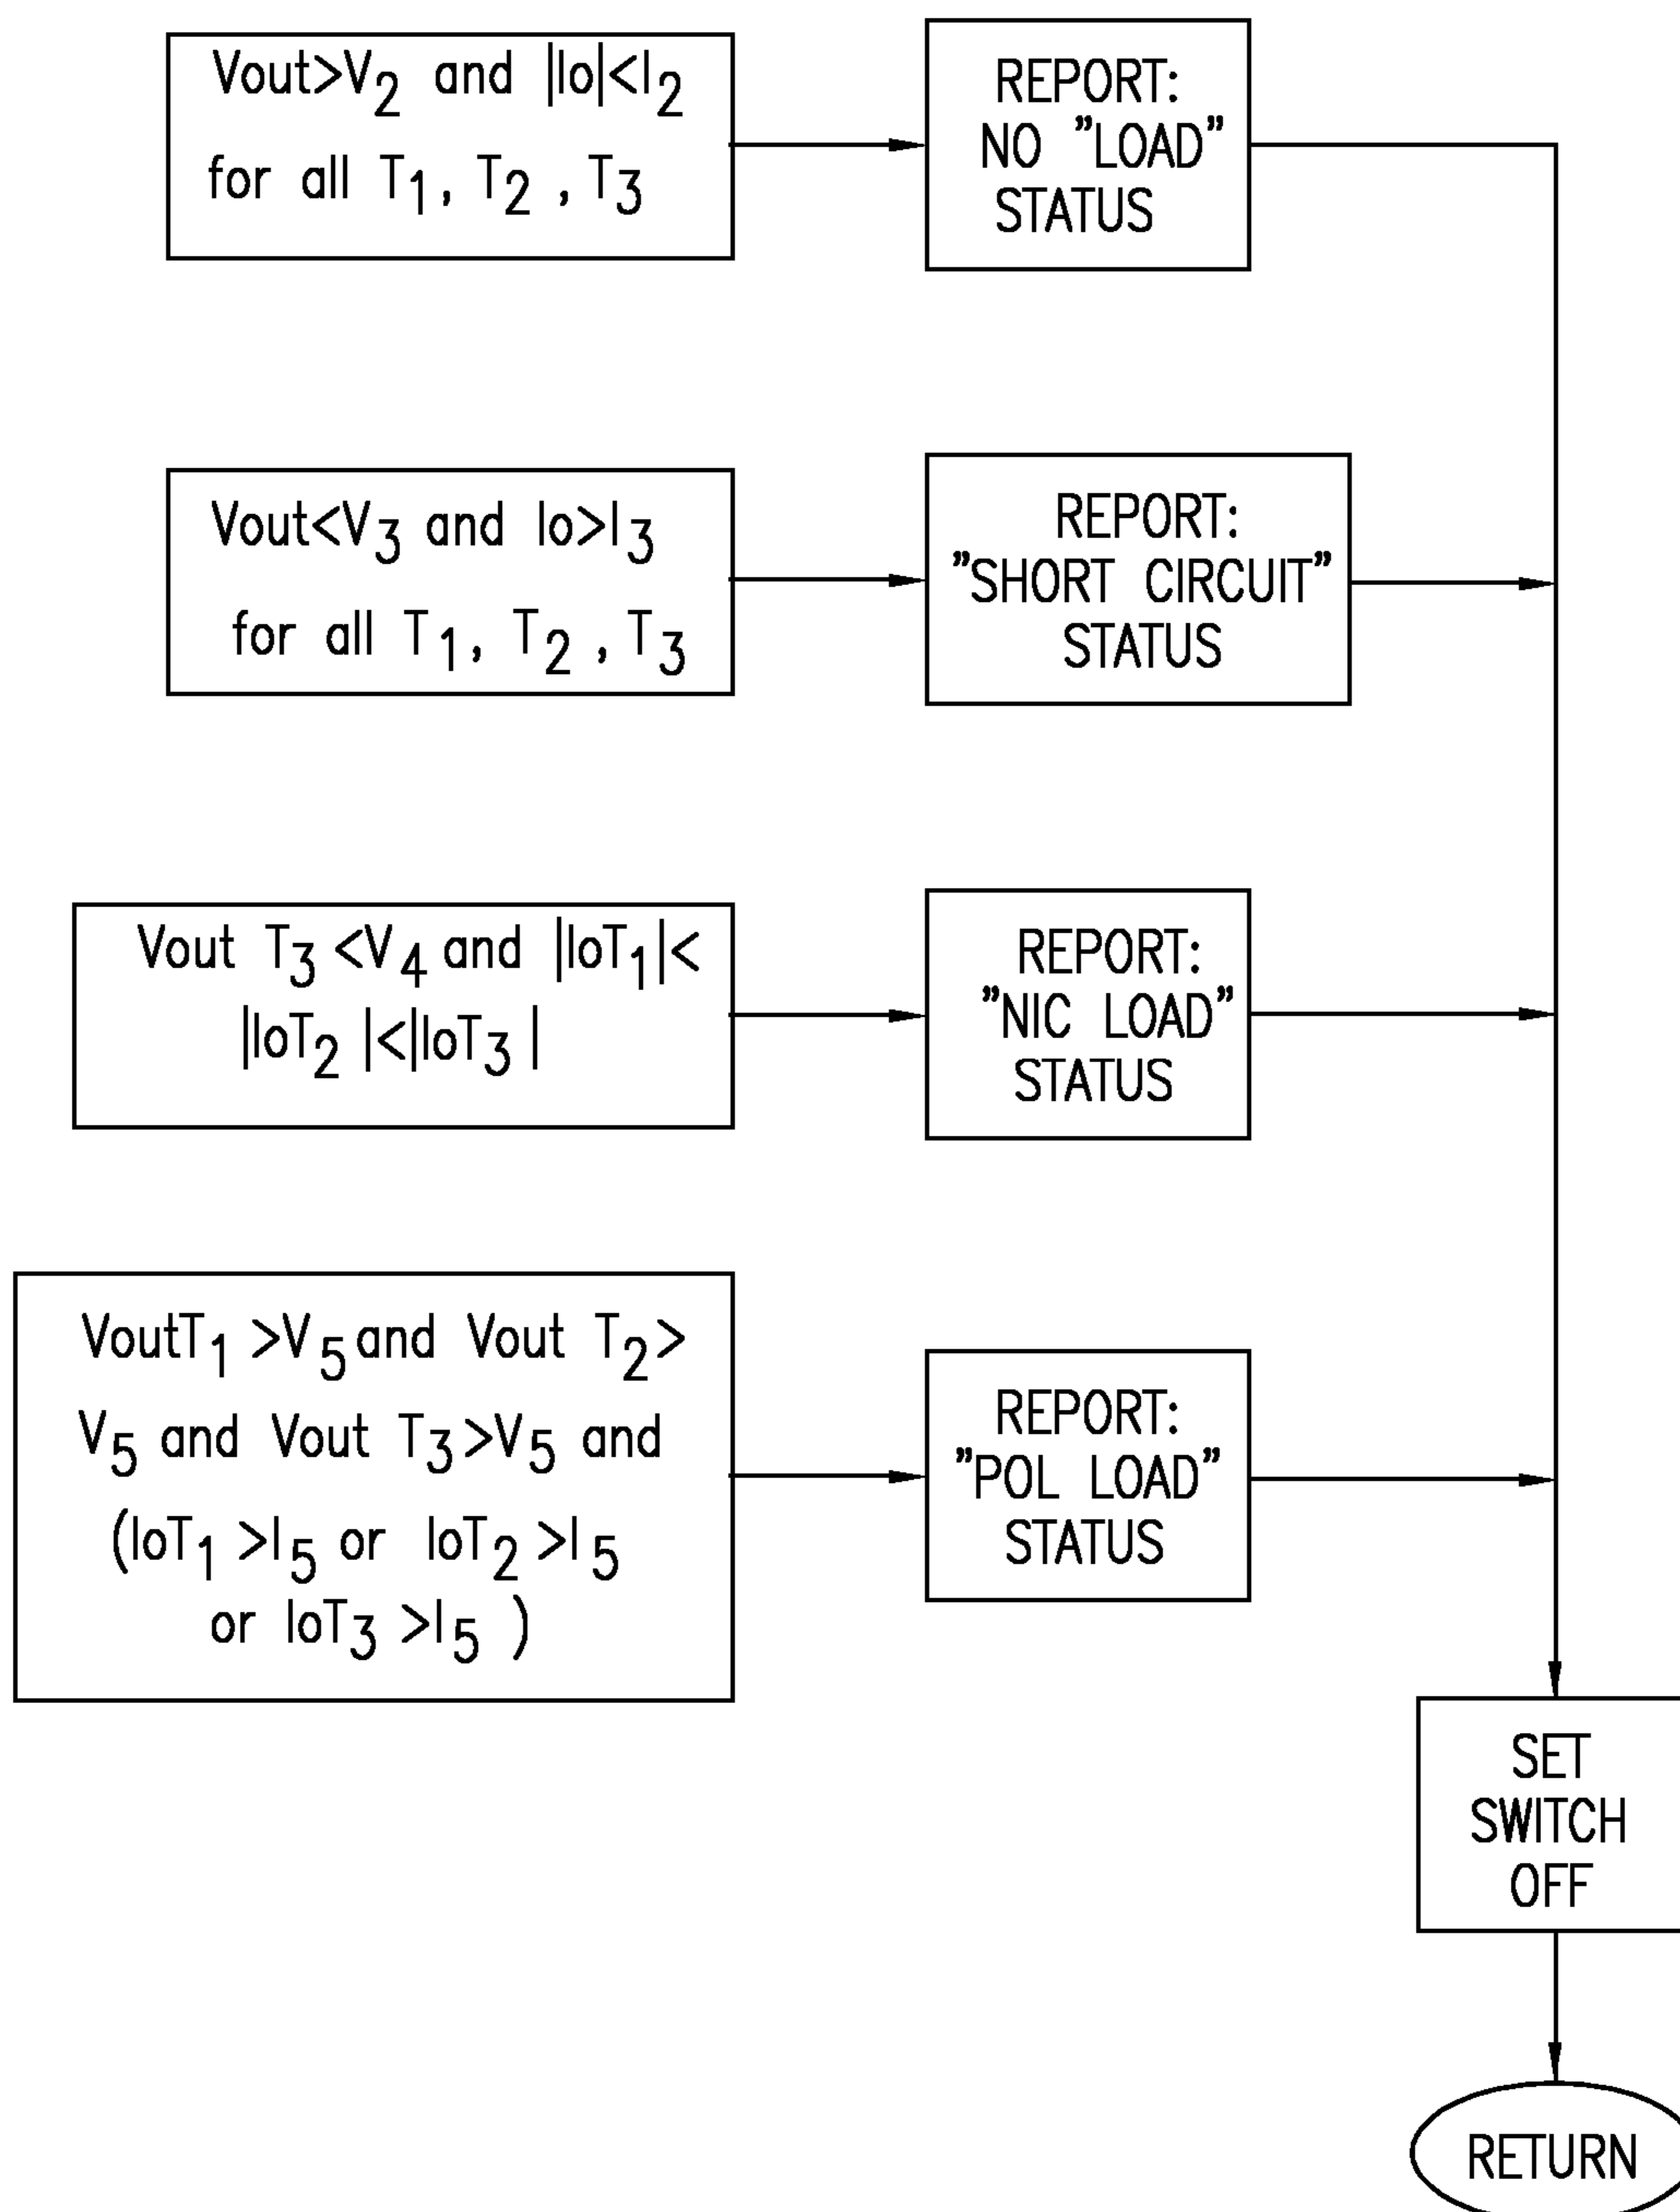 Vout>V₂ and |Io|<I₂
for all T₁, T₂ , T₃
REPORT:
NO "LOAD"
STATUS
Vout<V₃ and Io>I₃
for all T₁, T₂ , T₃
REPORT:
"SHORT CIRCUIT"
STATUS
Vout T₃ <V₄ and |IoT₁|<
|IoT₂ |<|IoT₃ |
REPORT:
"NIC LOAD"
STATUS
VoutT₁ >V₅ and Vout T₂>
V₅ and Vout T₃>V₅ and
(IoT₁ >I₅ or IoT₂ >I₅
or IoT₃ >I₅ )
REPORT:
"POL LOAD"
STATUS
SET
SWITCH
OFF
RETURN